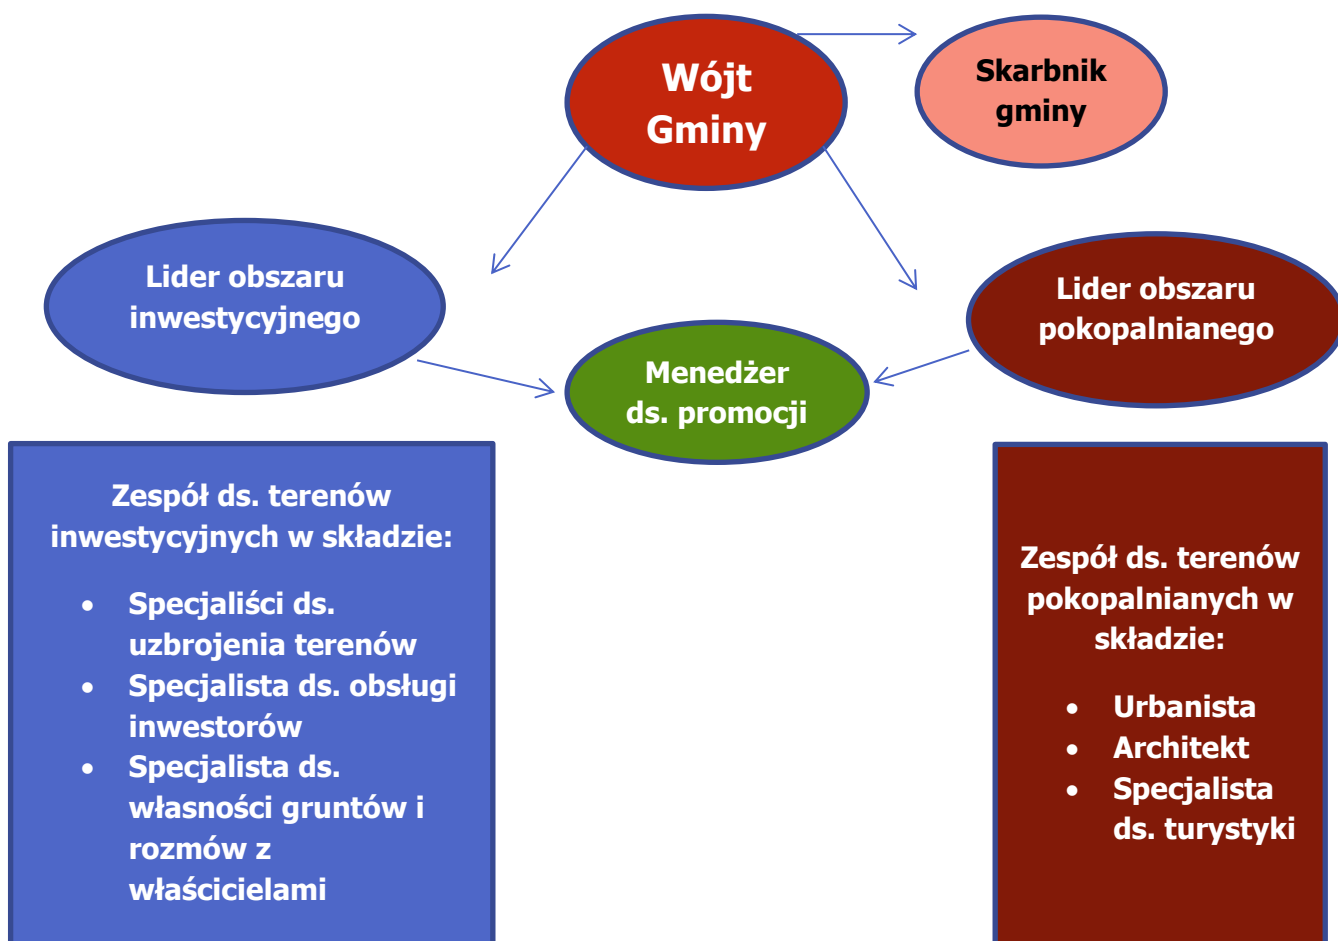 Wójt
Gminy
Skarbnik
gminy
Lider obszaru
inwestycyjnego
Lider obszaru
pokopalnianego
Menedżer
ds. promocji
Zespół ds. terenów
inwestycyjnych w składzie:
• Specjaliści ds.
uzbrojenia terenów
• Specjalista ds. obsługi
inwestorów
• Specjalista ds.
własności gruntów i
rozmów z
właścicielami
Zespół ds. terenów
pokopalnianych w
składzie:
• Urbanista
• Architekt
• Specjalista
ds. turystyki